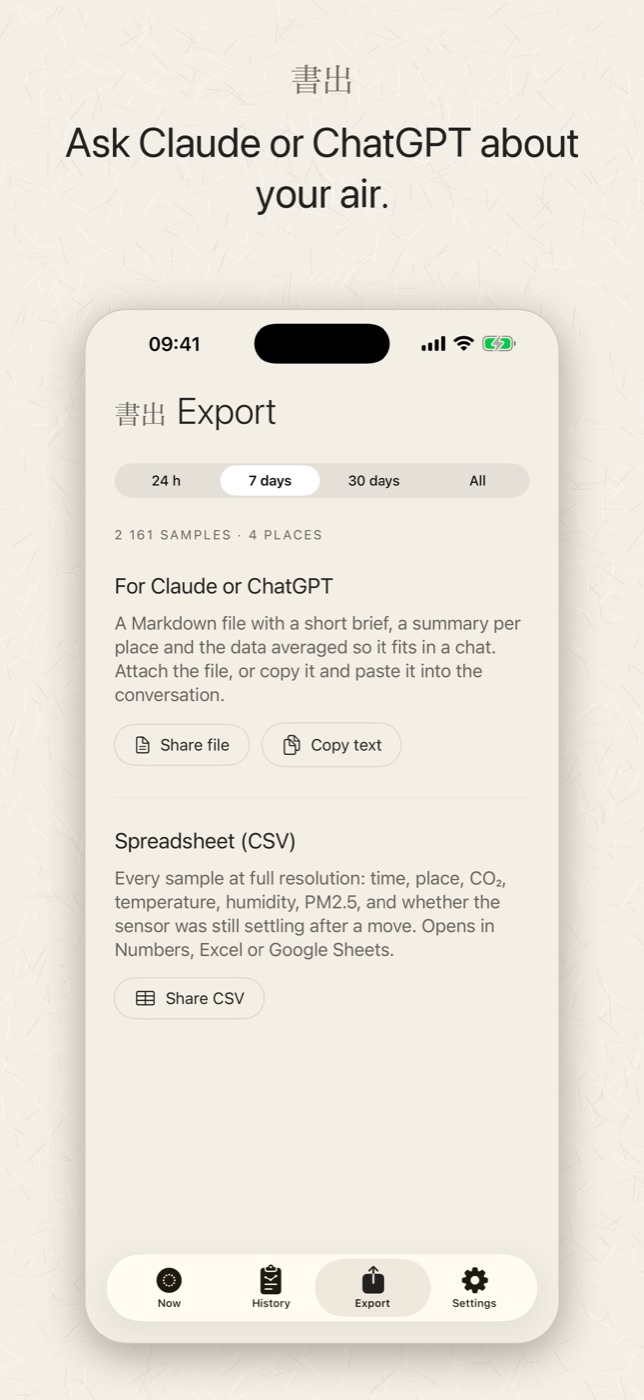 書出
Ask Claude or ChatGPT about
your air.
09:41
書出 Export
24 h 7 days 30 days All
2 161 SAMPLES · 4 PLACES
For Claude or ChatGPT
A Markdown file with a short brief, a summary per
place and the data averaged so it fits in a chat.
Attach the file, or copy it and paste it into the
conversation.
Share file Copy text
Spreadsheet (CSV)
Every sample at full resolution: time, place, CO₂,
temperature, humidity, PM2.5, and whether the
sensor was still settling after a move. Opens in
Numbers, Excel or Google Sheets.
Share CSV
Now History Export Settings